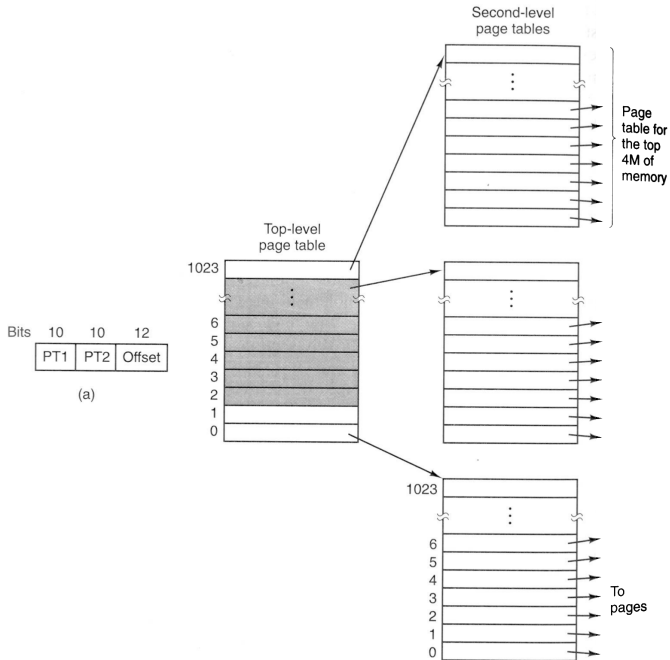 Second-level
page tables
Page
table for
the top
4M of
memory
Top-level
page table
1023
6
5
4
3
2
1
0
Bits 10 10 12
PT1 PT2 Offset
(a)
1023
6
5
4
3
2
1
0
To
pages